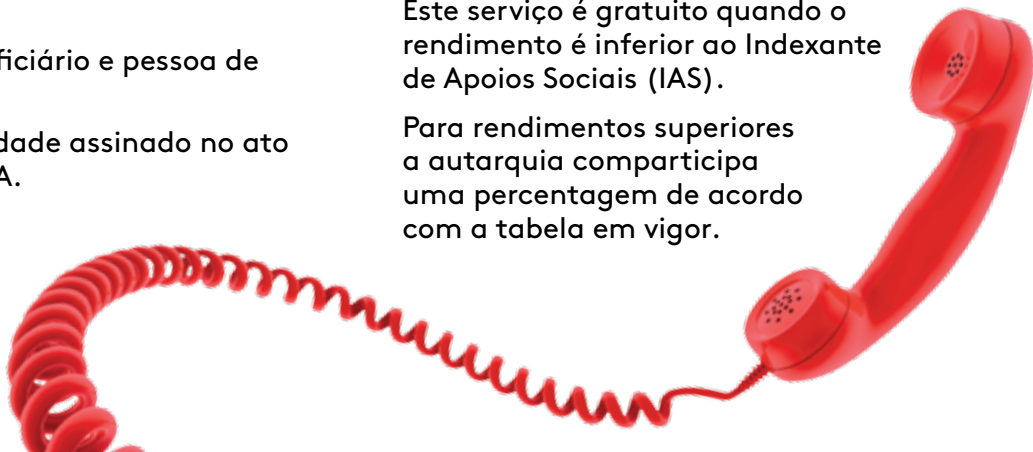 ficiário e pessoa de
dade assinado no ato
A.
Este serviço é gratuito quando o
rendimento é inferior ao Indexante
de Apoios Sociais (IAS).
Para rendimentos superiores
a autarquia comparticipa
uma percentagem de acordo
com a tabela em vigor.